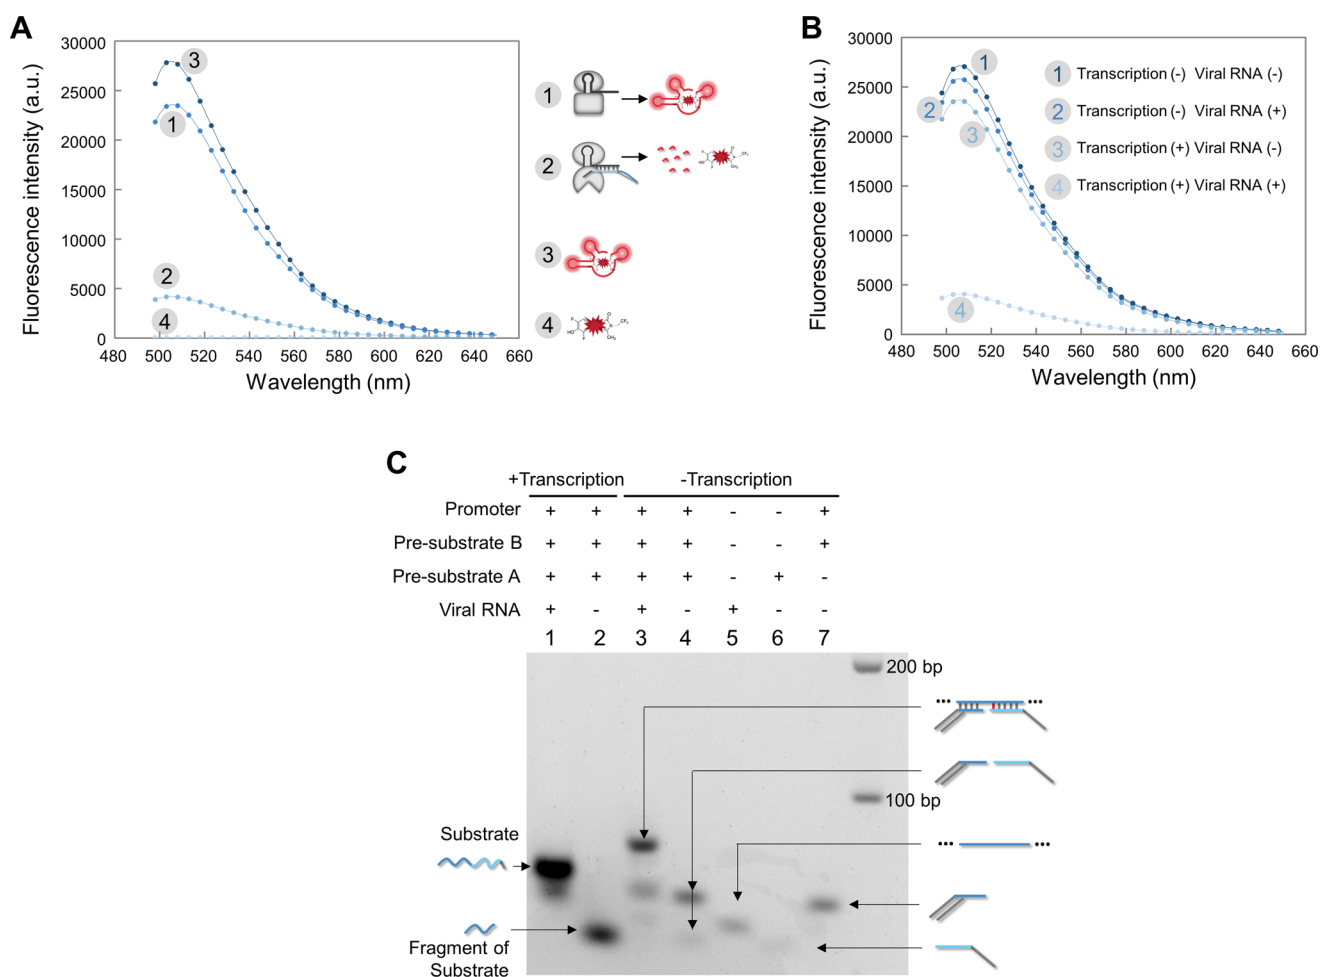 A
Fluorescence intensity (a.u.)
30000
25000
20000
15000
10000
5000
0
480 500 520 540 560 580 600 620 640 660
Wavelength (nm)
3
1
2
4
1
2
3
4
B
Fluorescence intensity (a.u.)
30000
25000
20000
15000
10000
5000
0
480 500 520 540 560 580 600 620 640 660
Wavelength (nm)
1
2
3
4
1 Transcription (-) Viral RNA (-)
2 Transcription (-) Viral RNA (+)
3 Transcription (+) Viral RNA (-)
4 Transcription (+) Viral RNA (+)
C
+Transcription -Transcription
Promoter + + + + - - +
Pre-substrate B + + + + - - +
Pre-substrate A + + + + - + -
Viral RNA + - + - + - -
1 2 3 4 5 6 7
200 bp
100 bp
Substrate
Fragment of
Substrate